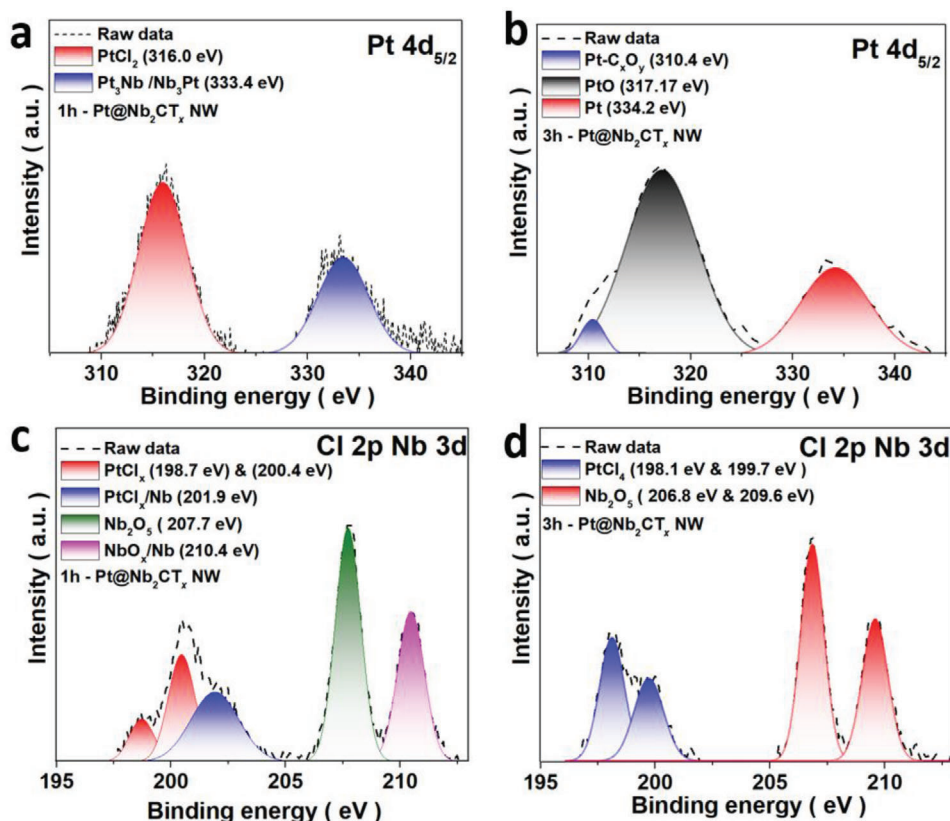 a
Raw data
PtCl₂ (316.0 eV)
Pt₃Nb /Nb₃Pt (333.4 eV)
1h - Pt@Nb₂CTₓ NW
Pt 4d₅/₂
Intensity ( a.u. )
310 320 330 340
Binding energy ( eV )
b
Raw data
Pt-CₓOᵧ (310.4 eV)
PtO (317.17 eV)
Pt (334.2 eV)
3h - Pt@Nb₂CTₓ NW
Pt 4d₅/₂
Intensity ( a.u. )
310 320 330 340
Binding energy ( eV )
c
Raw data
PtClₓ (198.7 eV) & (200.4 eV)
PtClₓ/Nb (201.9 eV)
Nb₂O₅ ( 207.7 eV)
NbOₓ/Nb (210.4 eV)
1h - Pt@Nb₂CTₓ NW
Cl 2p Nb 3d
Intensity ( a.u. )
195 200 205 210
Binding energy ( eV )
d
Raw data
PtCl₄ (198.1 eV & 199.7 eV )
Nb₂O₅ (206.8 eV & 209.6 eV)
3h - Pt@Nb₂CTₓ NW
Cl 2p Nb 3d
Intensity ( a.u. )
195 200 205 210
Binding energy ( eV )